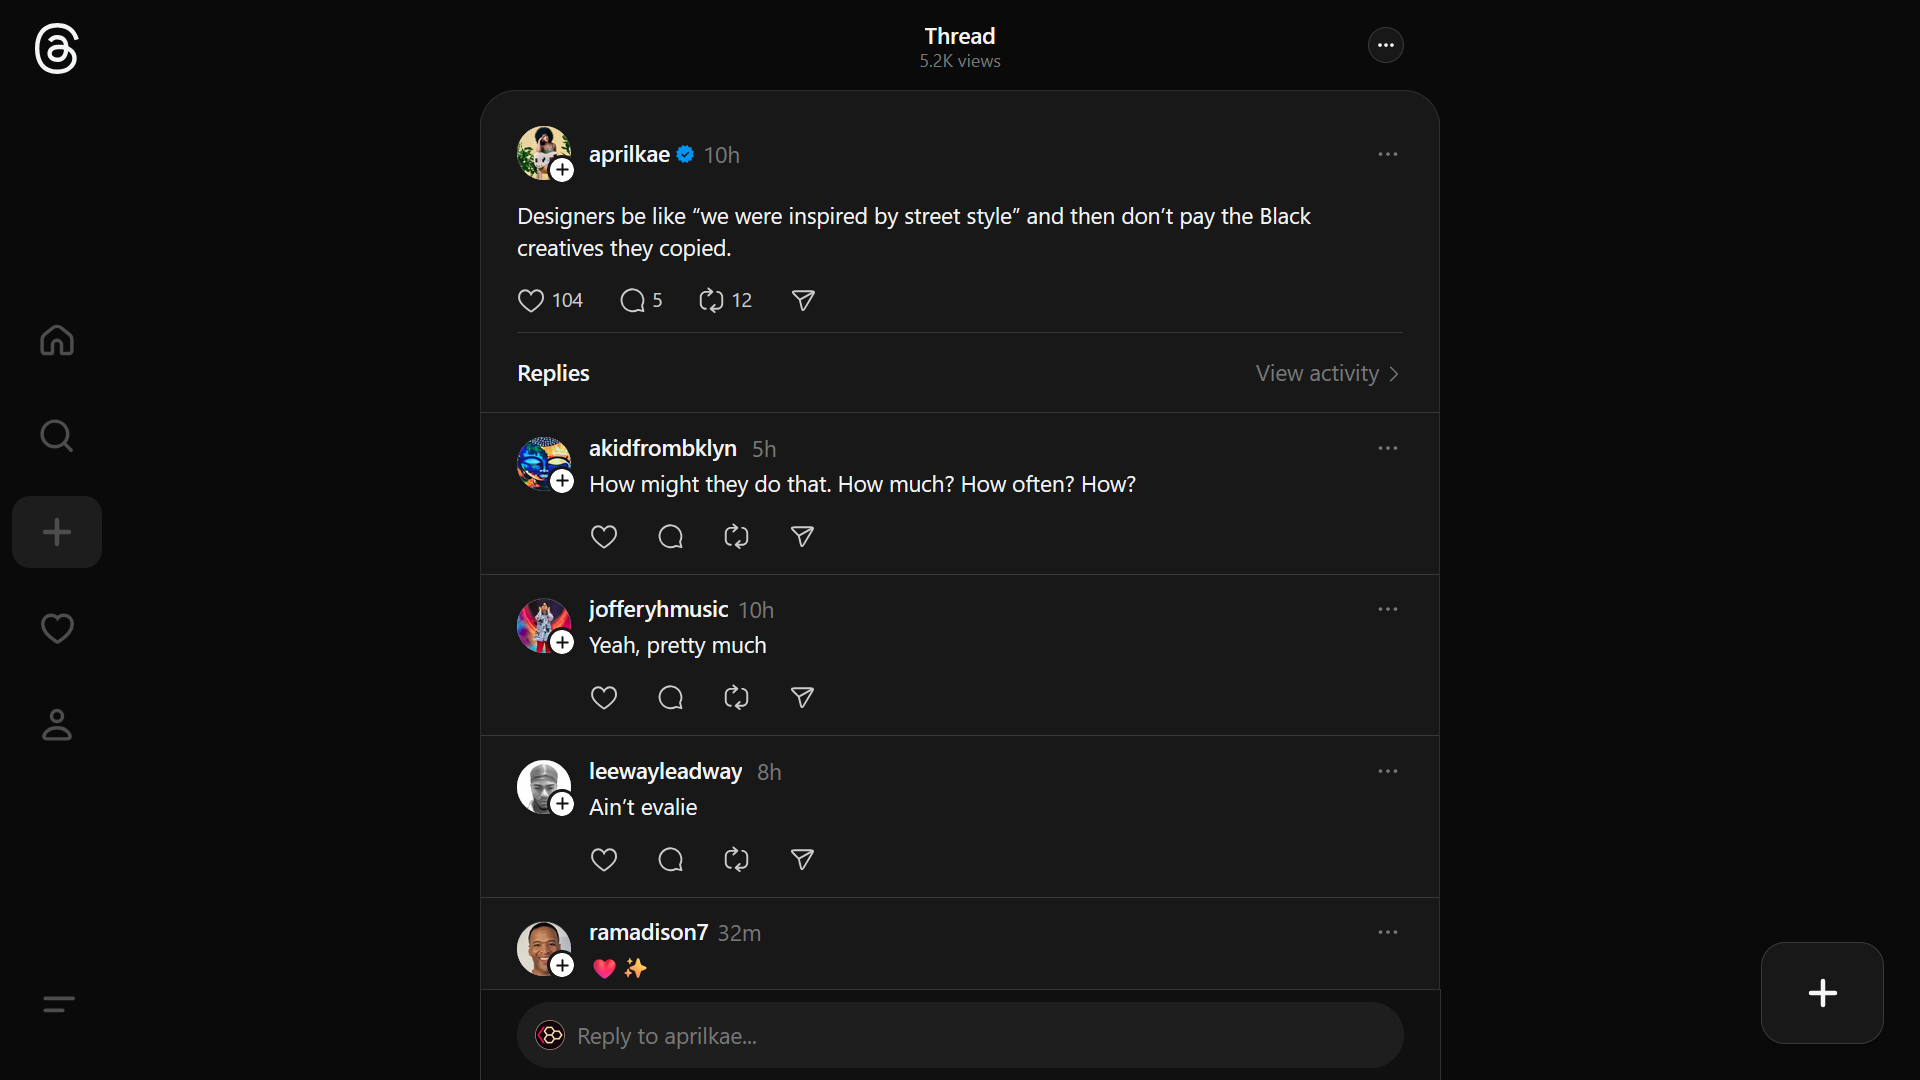 Thread
5.2K views
aprilkae 10h
Designers be like “we were inspired by street style” and then don’t pay the Black
creatives they copied.
104 5 12
Replies
View activity
akidfrombklyn 5h
How might they do that. How much? How often? How?
jofferyhmusic 10h
Yeah, pretty much
leewayleadway 8h
Ain’t evalie
ramadison7 32m
Reply to aprilkae...